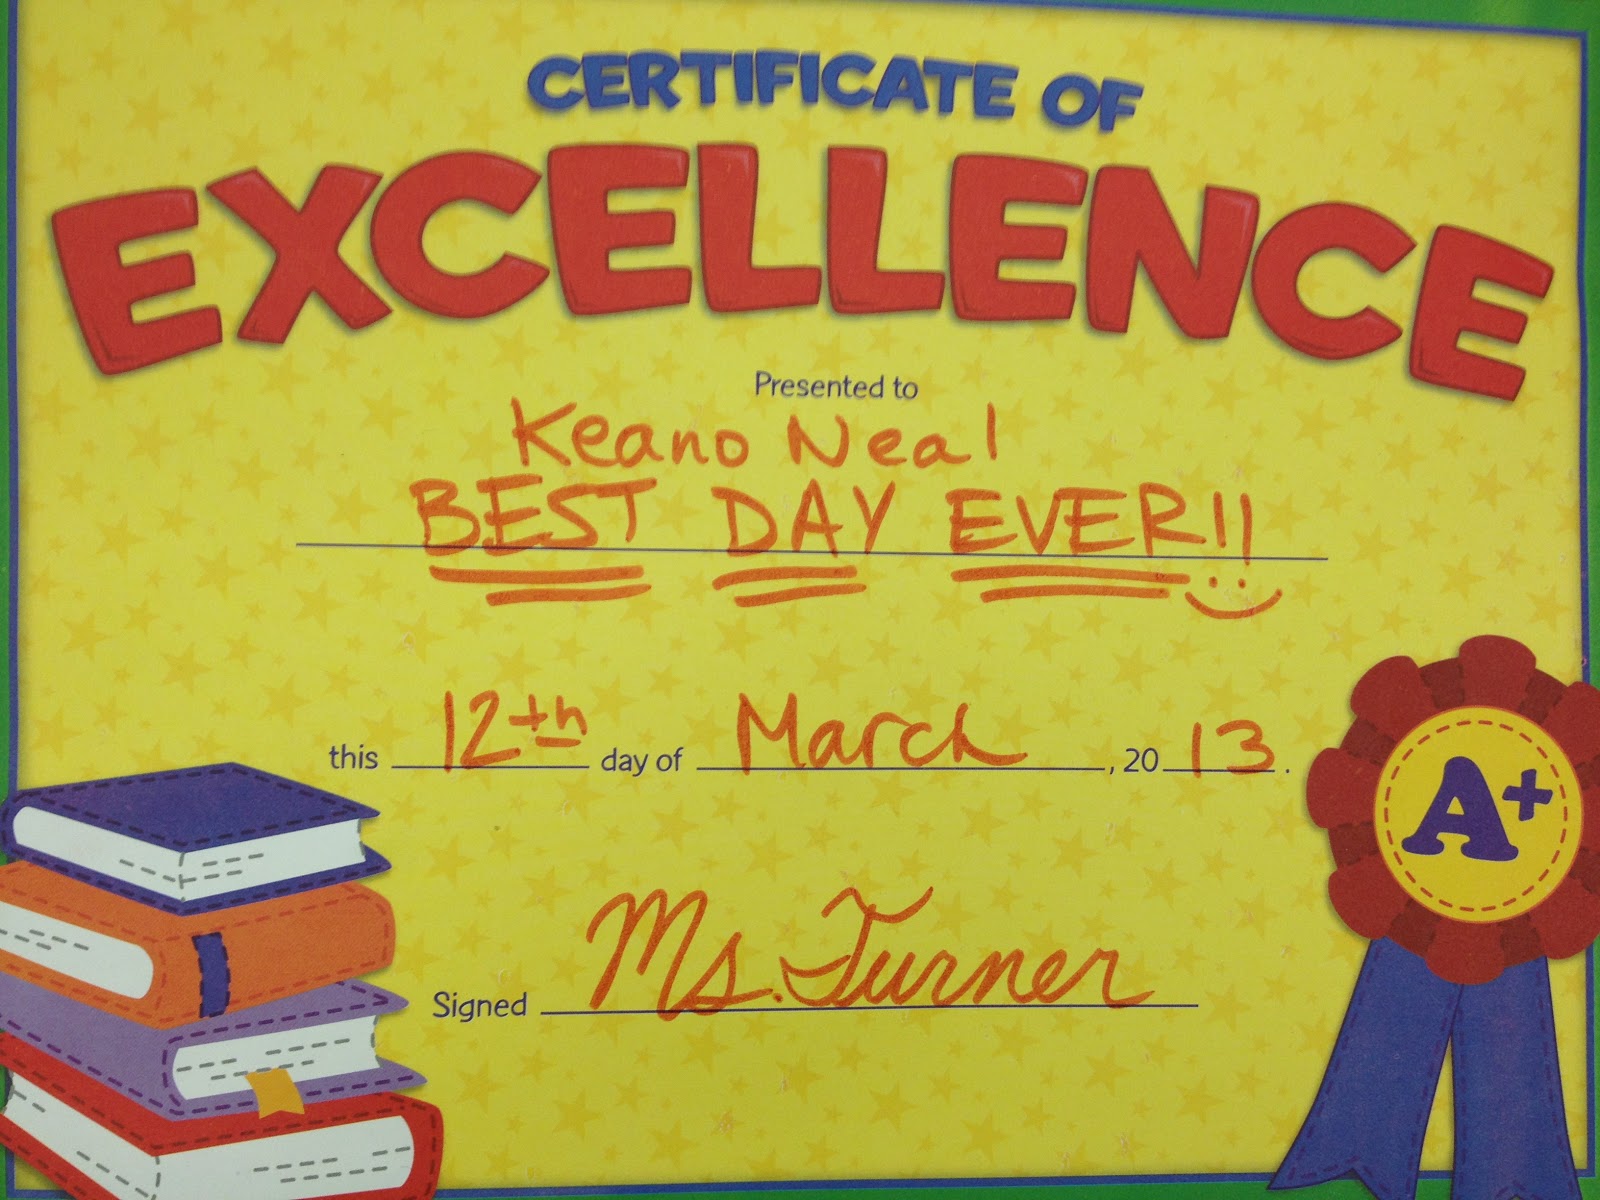 CERTIFICATE OF
EXCELLENCE
Presented to
Keano Neal
BEST DAY EVER!!
this 12th day of March, 2013.
A+
Signed Ms. Turner